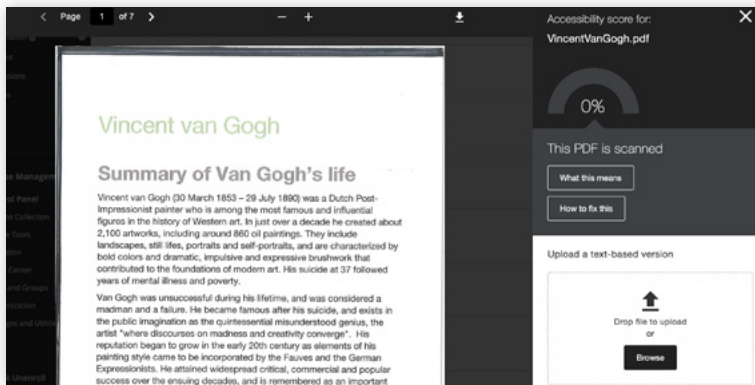 Page 1 of 7
Accessibility score for:
VincentVanGogh.pdf
0%
This PDF is scanned
What this means
How to fix this
Upload a text-based version
Drop file to upload
or
Browse
Vincent van Gogh
Summary of Van Gogh's life
Vincent van Gogh (30 March 1853 – 29 July 1890) was a Dutch Post-
Impressionist painter who is among the most famous and influential
figures in the history of Western art. In just over a decade he created about
2,100 artworks, including around 860 oil paintings. They include
landscapes, still lifes, portraits and self-portraits, and are characterized by
bold colors and dramatic, impulsive and expressive brushwork that
contributed to the foundations of modern art. His suicide at 37 followed
years of mental illness and poverty.
Van Gogh was unsuccessful during his lifetime, and was considered a
madman and a failure. He became famous after his suicide, and exists in
the public imagination as the quintessential misunderstood genius, the
artist "where discourses on madness and creativity converge". His
reputation began to grow in the early 20th century as elements of his
painting style came to be incorporated by the Fauves and the German
Expressionists. He attained widespread critical, commercial and popular
success over the ensuing decades, and is remembered as an important
Panel
Collection
Tools
Center
and Groups
Unenroll